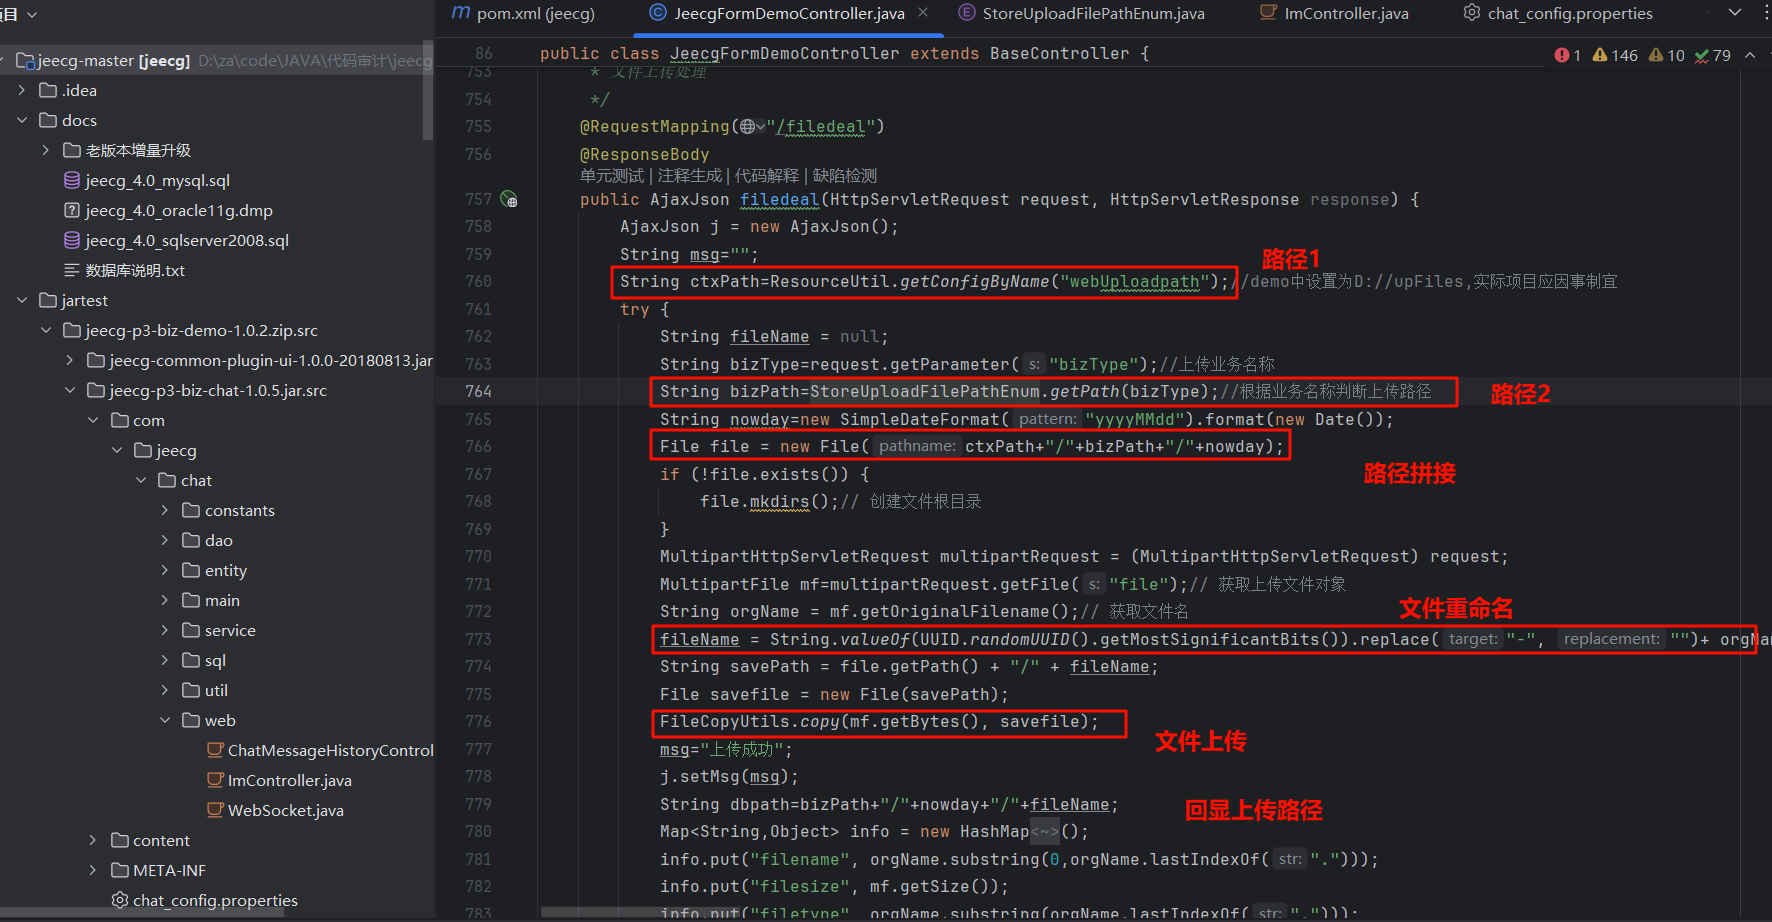 项目
pom.xml (jeecg)
JeecgFormDemoController.java
StoreUploadFilePathEnum.java
ImController.java
chat_config.properties
jeecg-master [jeecg] D:\za\code\JAVA\代码审计\jeecg
.idea
docs
老版本增量升级
jeecg_4.0_mysql.sql
jeecg_4.0_oracle11g.dmp
jeecg_4.0_sqlserver2008.sql
数据库说明.txt
jartest
jeecg-p3-biz-demo-1.0.2.zip.src
jeecg-common-plugin-ui-1.0.0-20180813.jar
jeecg-p3-biz-chat-1.0.5.jar.src
com
jeecg
chat
constants
dao
entity
main
service
sql
util
web
ChatMessageHistoryControl
ImController.java
WebSocket.java
content
META-INF
chat_config.properties
86 public class JeecgFormDemoController extends BaseController {
1 146 10 79
753 * 文件上传处理
754 */
755 @RequestMapping("/filedeal")
756 @ResponseBody
单元测试 | 注释生成 | 代码解释 | 缺陷检测
757 public AjaxJson filedeal(HttpServletRequest request, HttpServletResponse response) {
758 AjaxJson j = new AjaxJson();
759 String msg="";
路径1
760 String ctxPath=ResourceUtil.getConfigByName("webUploadpath");//demo中设置为D://upFiles,实际项目应因事制宜
761 try {
762 String fileName = null;
763 String bizType=request.getParameter( s: "bizType");//上传业务名称
764 String bizPath=StoreUploadFilePathEnum.getPath(bizType);//根据业务名称判断上传路径
路径2
765 String nowday=new SimpleDateFormat( pattern: "yyyyMMdd").format(new Date());
766 File file = new File( pathname: ctxPath+"/"+bizPath+"/"+nowday);
路径拼接
767 if (!file.exists()) {
768 file.mkdirs();// 创建文件根目录
769 }
770 MultipartHttpServletRequest multipartRequest = (MultipartHttpServletRequest) request;
771 MultipartFile mf=multipartRequest.getFile( s: "file");// 获取上传文件对象
772 String orgName = mf.getOriginalFilename();// 获取文件名
文件重命名
773 fileName = String.valueOf(UUID.randomUUID().getMostSignificantBits()).replace( target: "-", replacement: "")+ orgNa
774 String savePath = file.getPath() + "/" + fileName;
775 File savefile = new File(savePath);
776 FileCopyUtils.copy(mf.getBytes(), savefile);
文件上传
777 msg="上传成功";
778 j.setMsg(msg);
779 String dbpath=bizPath+"/"+nowday+"/"+fileName;
回显上传路径
780 Map<String,Object> info = new HashMap<~>();
781 info.put("filename", orgName.substring(0,orgName.lastIndexOf( str: ".")));
782 info.put("filesize", mf.getSize());
783 info.put("filetype", orgName.substring(orgName.lastIndexOf( str: ".")));